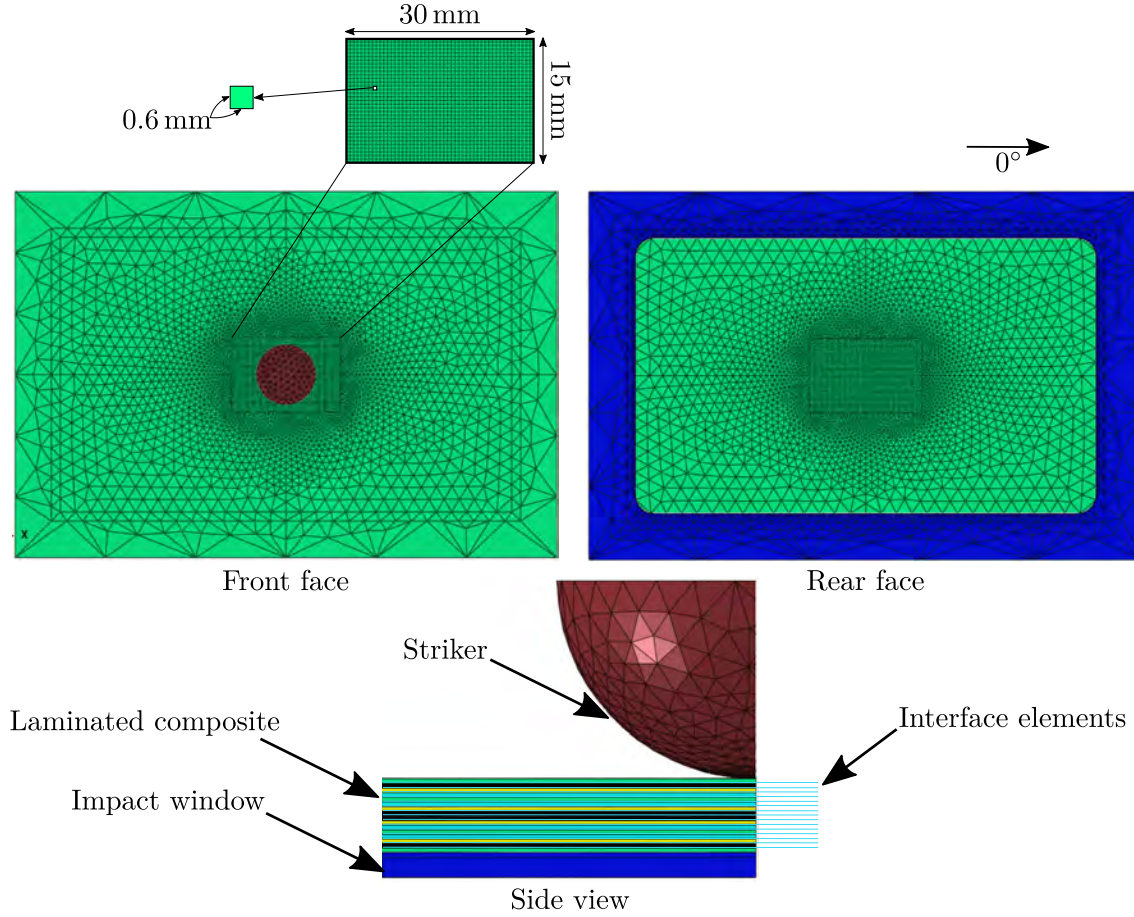 30 mm
15 mm
0.6 mm
0°
x
Front face
Rear face
Striker
Laminated composite
Interface elements
Impact window
Side view